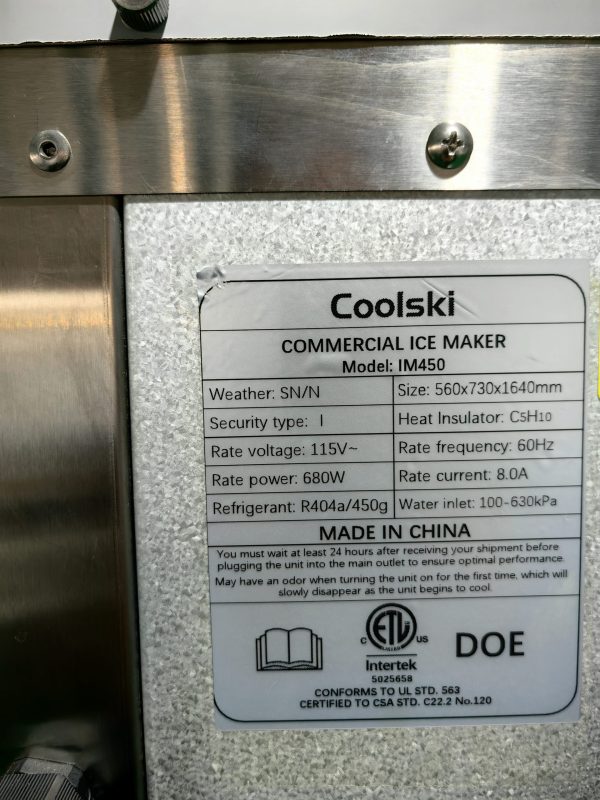 Coolski
COMMERCIAL ICE MAKER
Model: IM450
Weather: SN/N
Size: 560x730x1640mm
Security type: I
Heat Insulator: C5H10
Rate voltage: 115V~
Rate frequency: 60Hz
Rate power: 680W
Rate current: 8.0A
Refrigerant: R404a/450g
Water inlet: 100-630kPa
MADE IN CHINA
You must wait at least 24 hours after receiving your shipment before
plugging the unit into the main outlet to ensure optimal performance.
May have an odor when turning the unit on for the first time, which will
slowly disappear as the unit begins to cool.
C ETL US
LISTED
DOE
Intertek
5025658
CONFORMS TO UL STD. 563
CERTIFIED TO CSA STD. C22.2 No.120